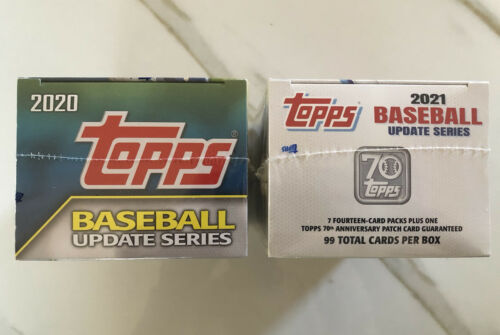 2020
Topps®
BASEBALL
UPDATE SERIES
Topps
2021
BASEBALL
UPDATE SERIES
70
Topps
7 FOURTEEN-CARD PACKS PLUS ONE
TOPPS 70th ANNIVERSARY PATCH CARD GUARANTEED
99 TOTAL CARDS PER BOX